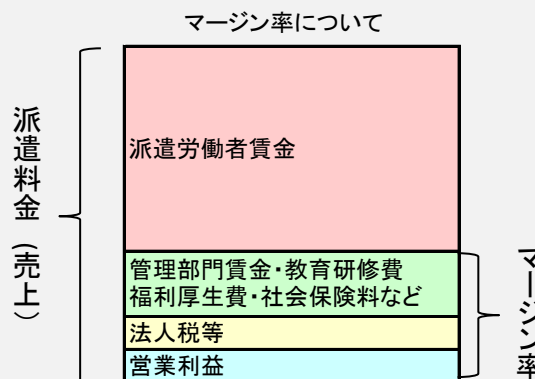 マージン率について
派遣料金（売上）
派遣労働者賃金
管理部門賃金・教育研修費
福利厚生費・社会保険料など
法人税等
営業利益
マージン率